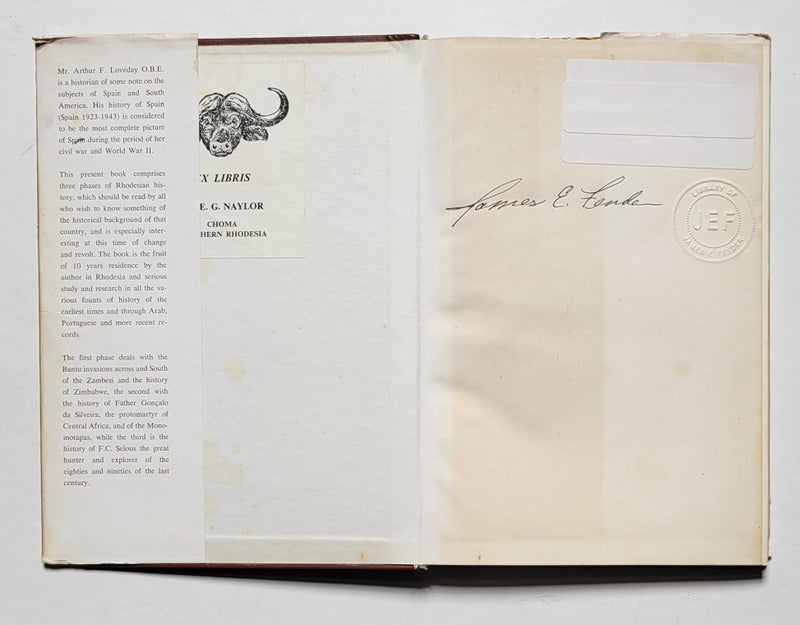 Mr. Arthur F. Loveday O.B.E.
is a historian of some note on the
subjects of Spain and South
America. His history of Spain
(Spain 1923-1943) is considered
to be the most complete picture
of Spain during the period of her
civil war and World War II.
This present book comprises
three phases of Rhodesian his-
tory, which should be read by all
who wish to know something of
the historical background of that
country, and is especially inter-
esting at this time of change
and revolt. The book is the fruit
of 10 years residence by the
author in Rhodesia and serious
study and research in all the va-
rious founts of history of the
earliest times and through Arab,
Portuguese and more recent re-
cords.
The first phase deals with the
Bantu invasions across and South
of the Zambesi and the history
of Zimbabwe, the second with
the history of Father Gonçalo
da Silveira, the protomartyr of
Central Africa, and of the Mono-
motapas, while the third is the
history of F.C. Selous the great
hunter and explorer of the
eighties and nineties of the last
century.
EX LIBRIS
E. G. NAYLOR
CHOMA
HERN RHODESIA
James E. Fender
LIBRARY OF
JEF
JAMES E FENDER